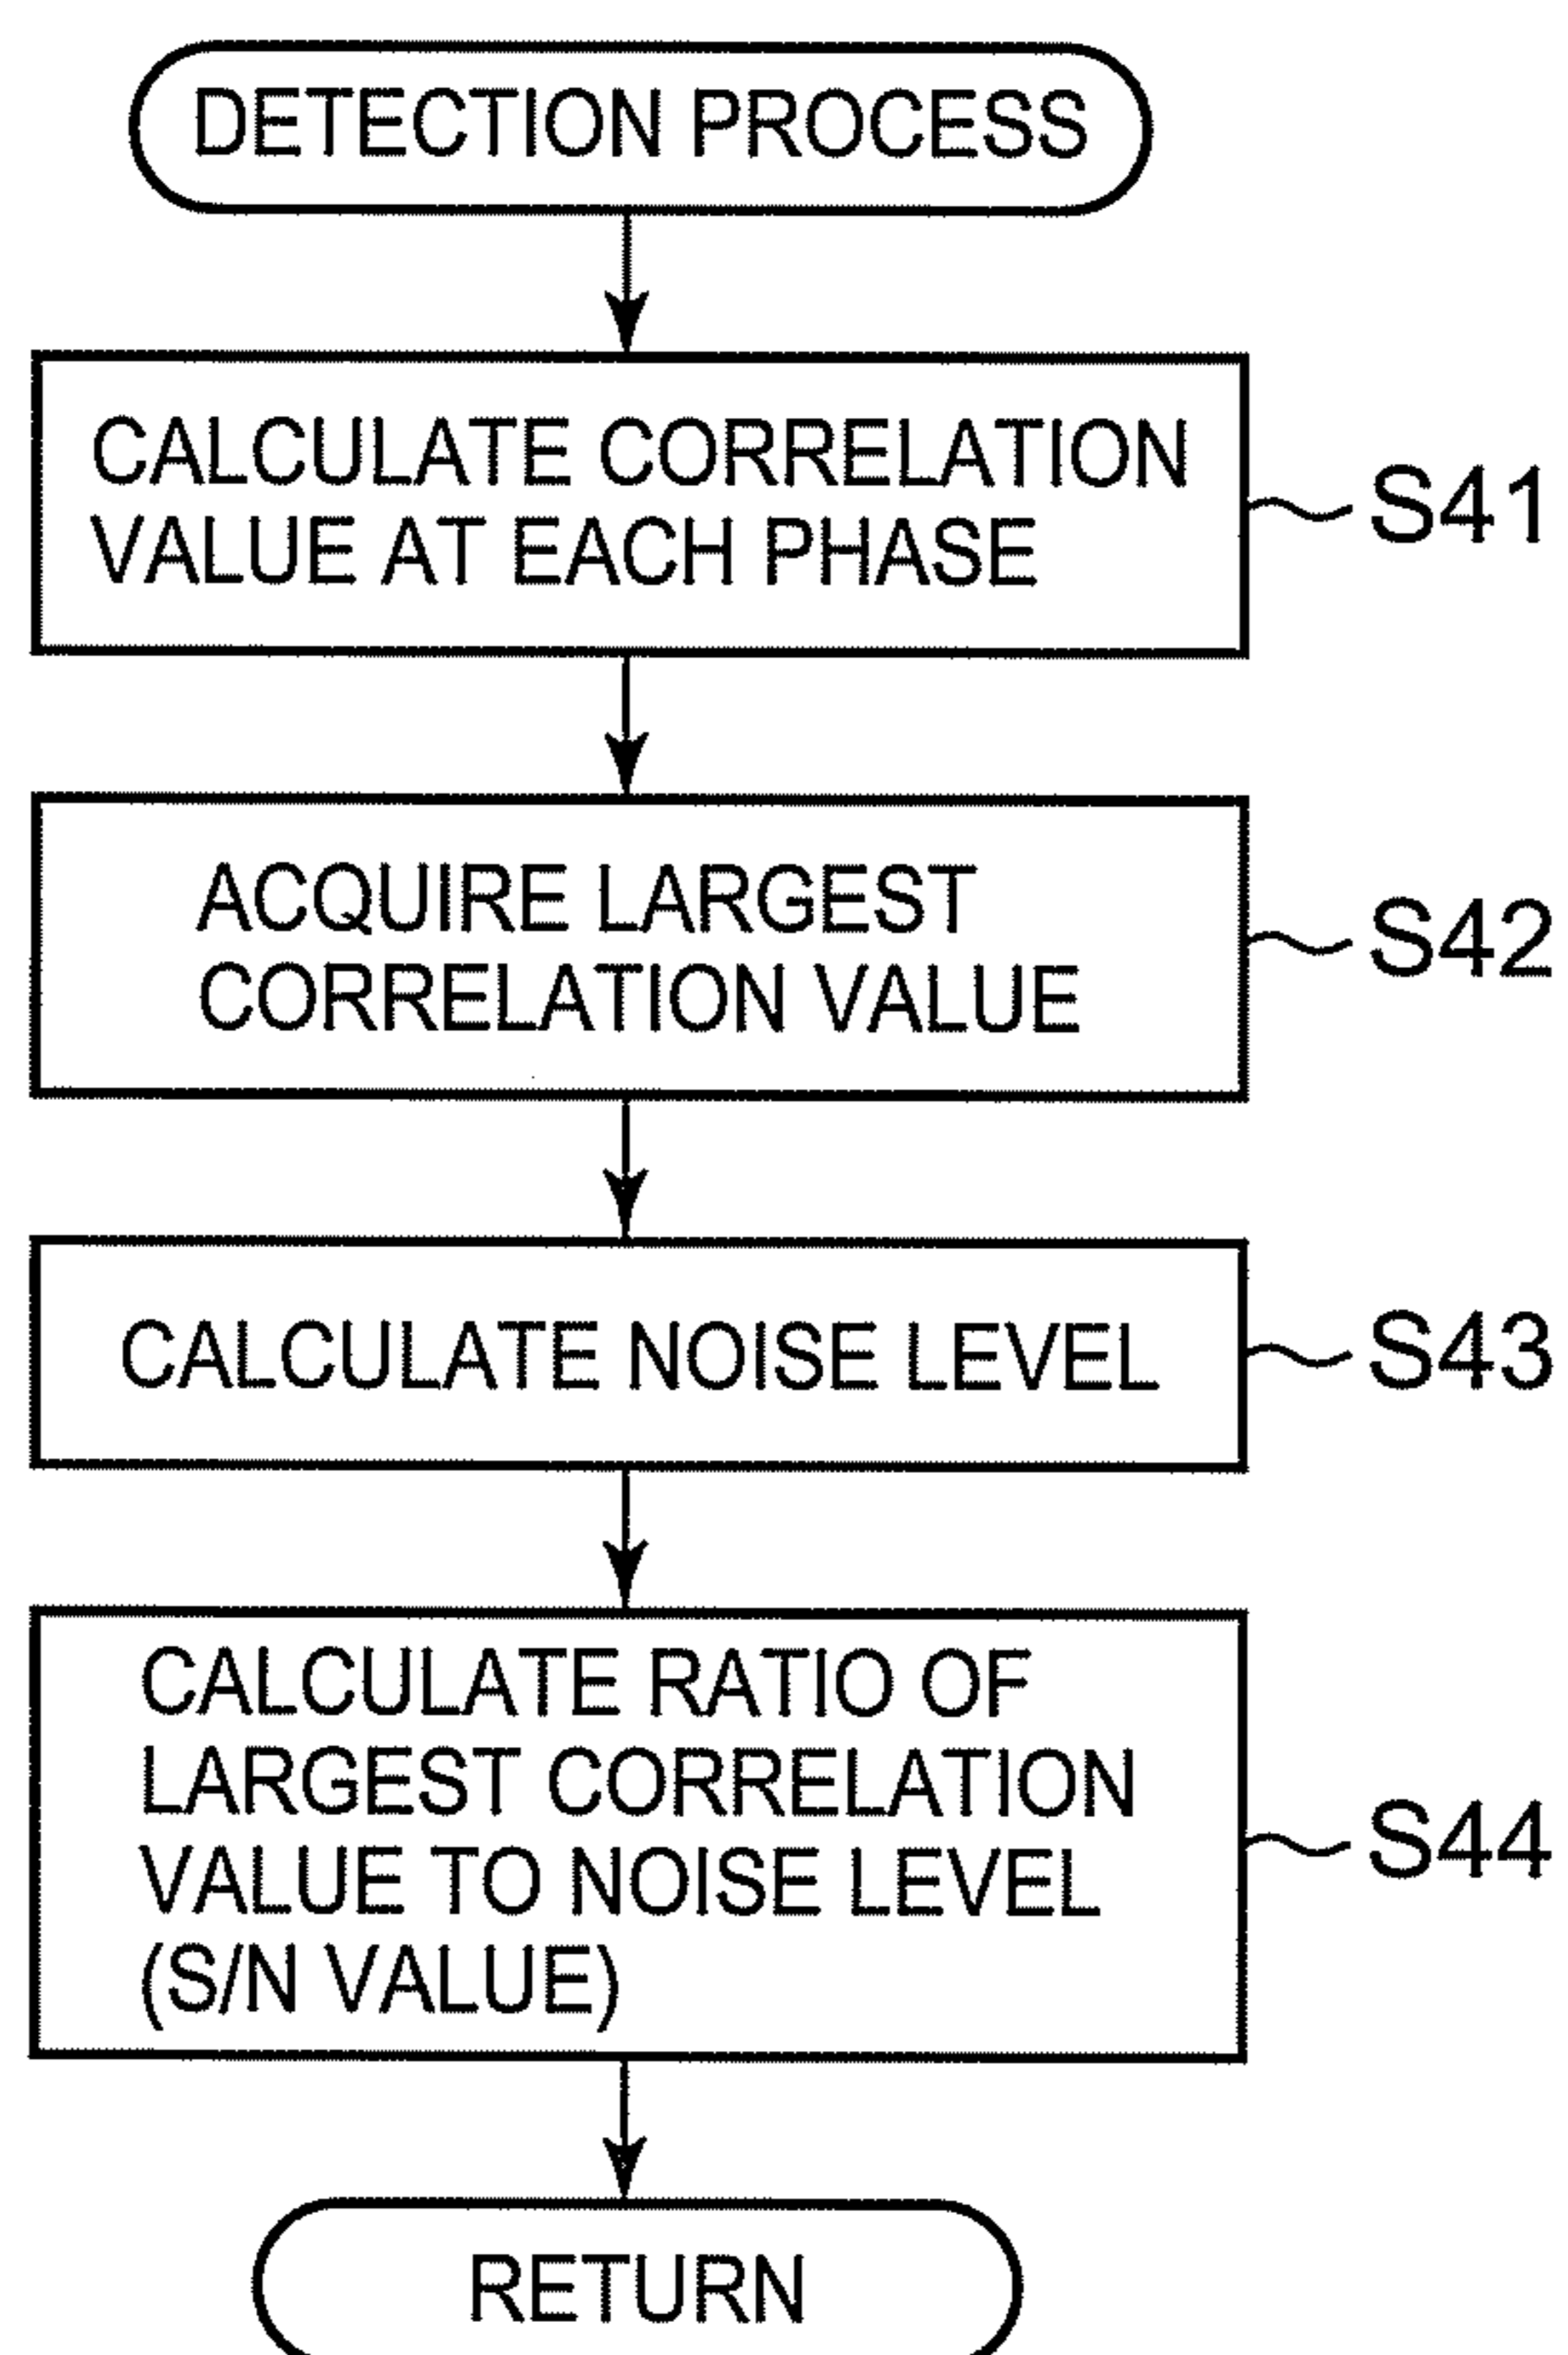 DETECTION PROCESS
CALCULATE CORRELATION
VALUE AT EACH PHASE
S41
ACQUIRE LARGEST
CORRELATION VALUE
S42
CALCULATE NOISE LEVEL
S43
CALCULATE RATIO OF
LARGEST CORRELATION
VALUE TO NOISE LEVEL
(S/N VALUE)
S44
RETURN